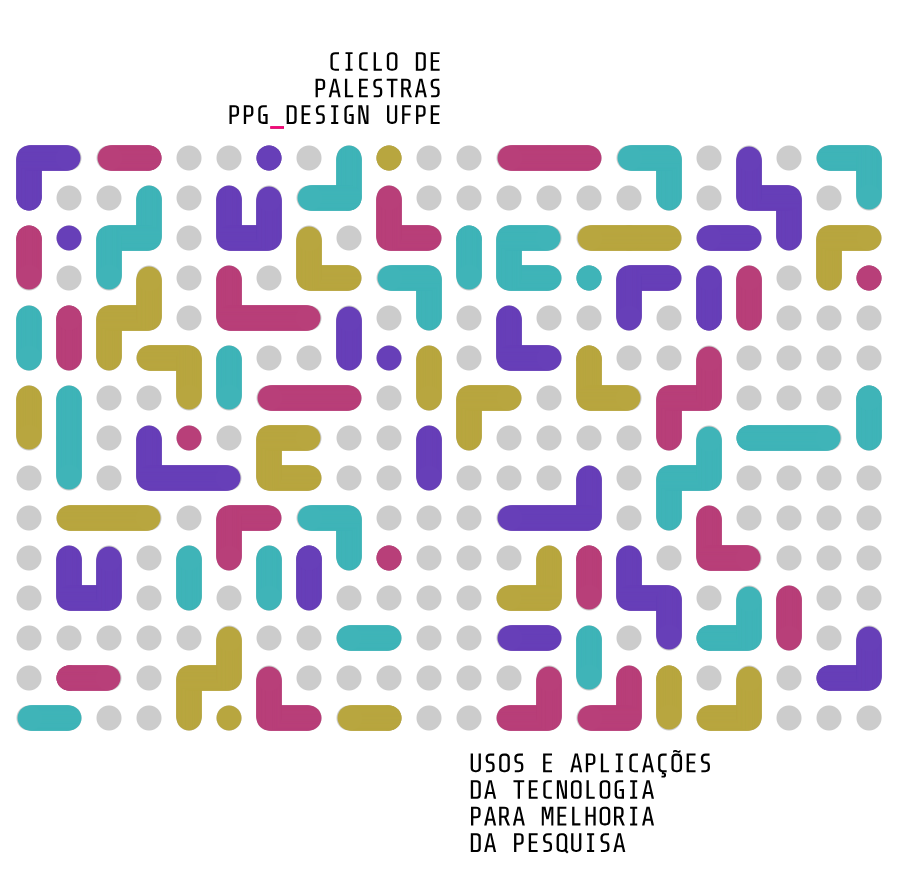 CICLO DE
PALESTRAS
PPG_DESIGN UFPE
USOS E APLICAÇÕES
DA TECNOLOGIA
PARA MELHORIA
DA PESQUISA